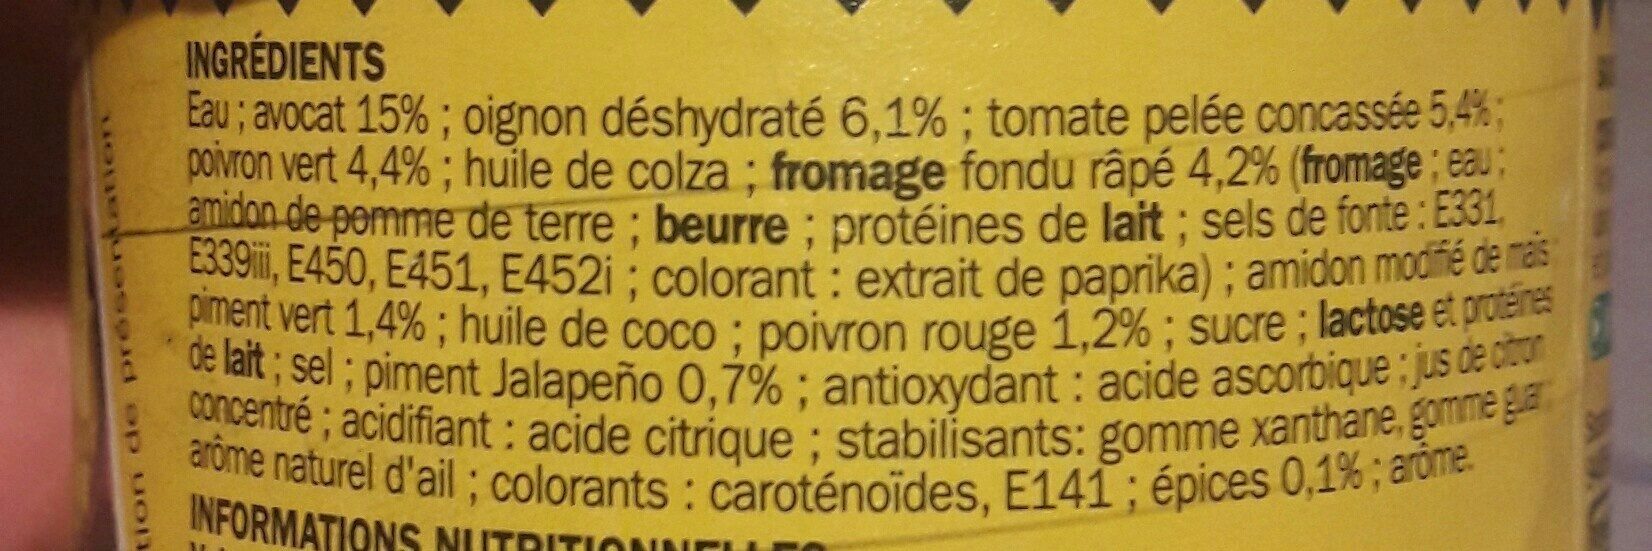 INGRÉDIENTS
Eau ; avocat 15% ; oignon déshydraté 6,1% ; tomate pelée concassée 5,4% ;
poivron vert 4,4% ; huile de colza ; fromage fondu râpé 4,2% (fromage ; eau ;
amidon de pomme de terre ; beurre ; protéines de lait ; sels de fonte : E331,
E339iii, E450, E451, E452i ; colorant : extrait de paprika) ; amidon modifié de maïs
piment vert 1,4% ; huile de coco ; poivron rouge 1,2% ; sucre ; lactose et protéines
de lait ; sel ; piment Jalapeño 0,7% ; antioxydant : acide ascorbique ; jus de citron
concentré ; acidifiant : acide citrique ; stabilisants: gomme xanthane, gomme guar
arôme naturel d'ail ; colorants : caroténoïdes, E141 ; épices 0,1% ; arôme.
INFORMATIONS NUTRITIONNELLES
tion de présentation